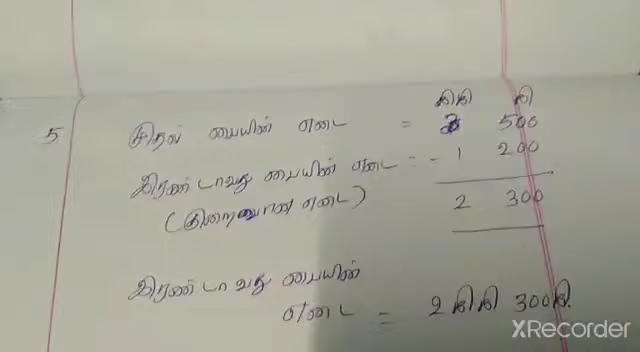 கிகி கி
5 முதல் பையின் எடை = 3 500
இரண்டாவது பையின் எடை = - 1 200
(குறைவான எடை) 2 300
இரண்டாவது பையின்
எடை = 2 கிகி 300கி.
XRecorder